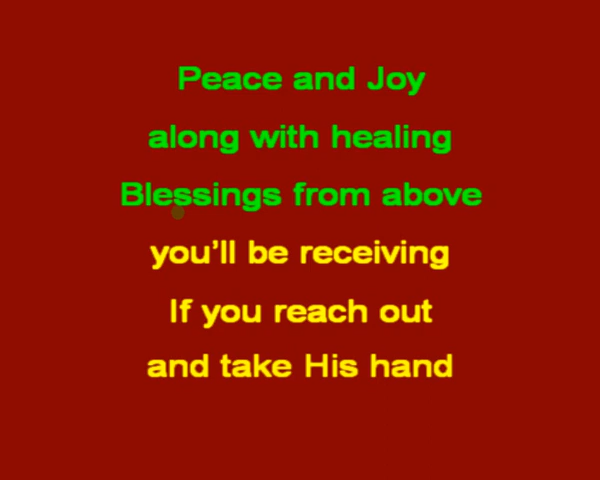 Peace and Joy
along with healing
Blessings from above
you’ll be receiving
If you reach out
and take His hand